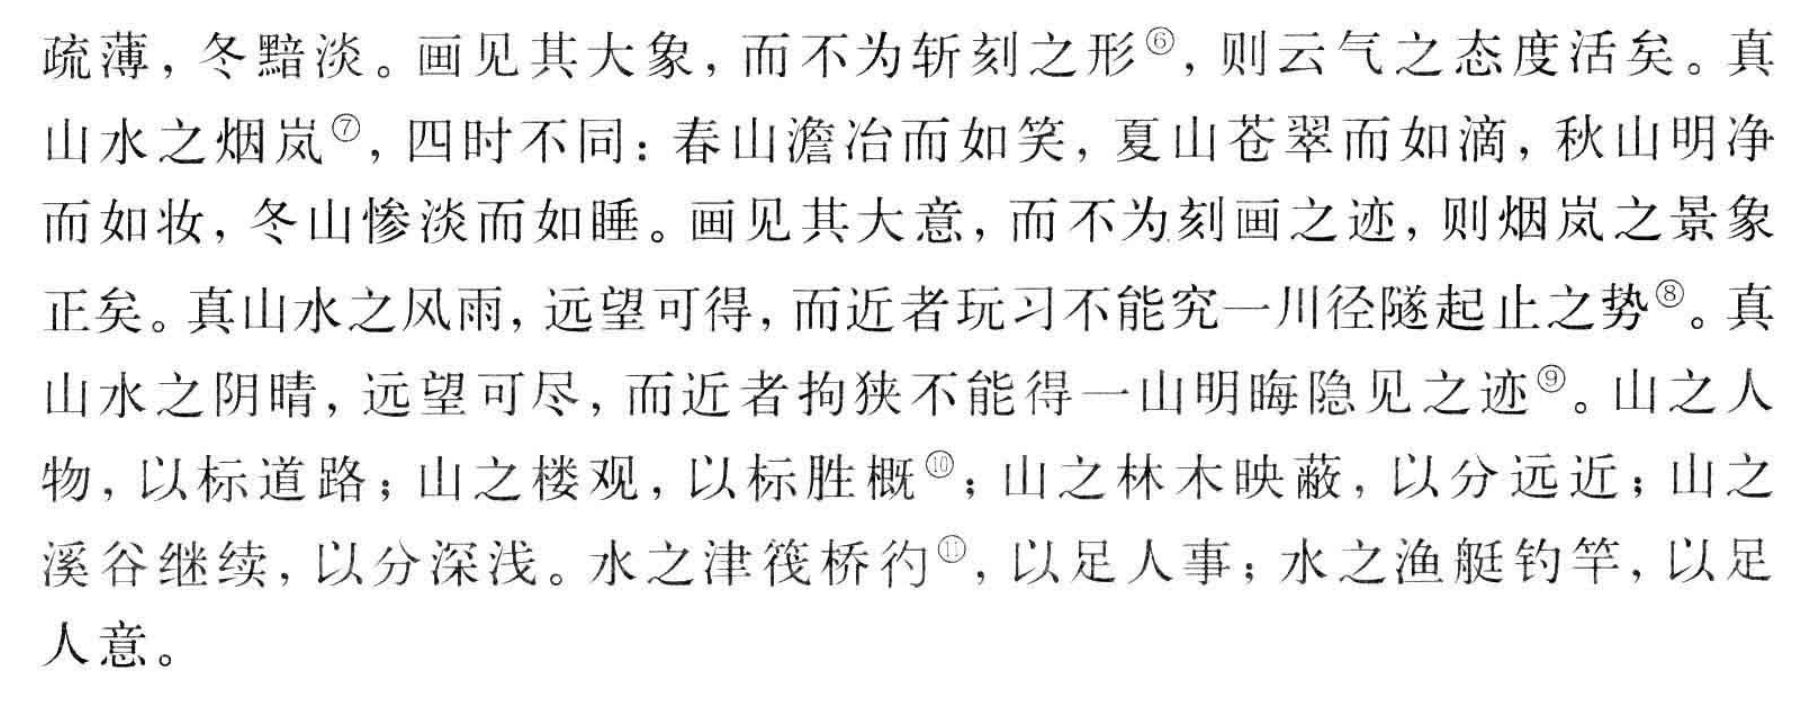 疏薄，冬黯淡。画见其大象，而不为斩刻之形⑥，则云气之态度活矣。真
山水之烟岚⑦，四时不同：春山澹冶而如笑，夏山苍翠而如滴，秋山明净
而如妆，冬山惨淡而如睡。画见其大意，而不为刻画之迹，则烟岚之景象
正矣。真山水之风雨，远望可得，而近者玩习不能究一川径隧起止之势⑧。真
山水之阴晴，远望可尽，而近者拘狭不能得一山明晦隐见之迹⑨。山之人
物，以标道路；山之楼观，以标胜概⑩；山之林木映蔽，以分远近；山之
溪谷继续，以分深浅。水之津筏桥彴⑪，以足人事；水之渔艇钓竿，以足
人意。